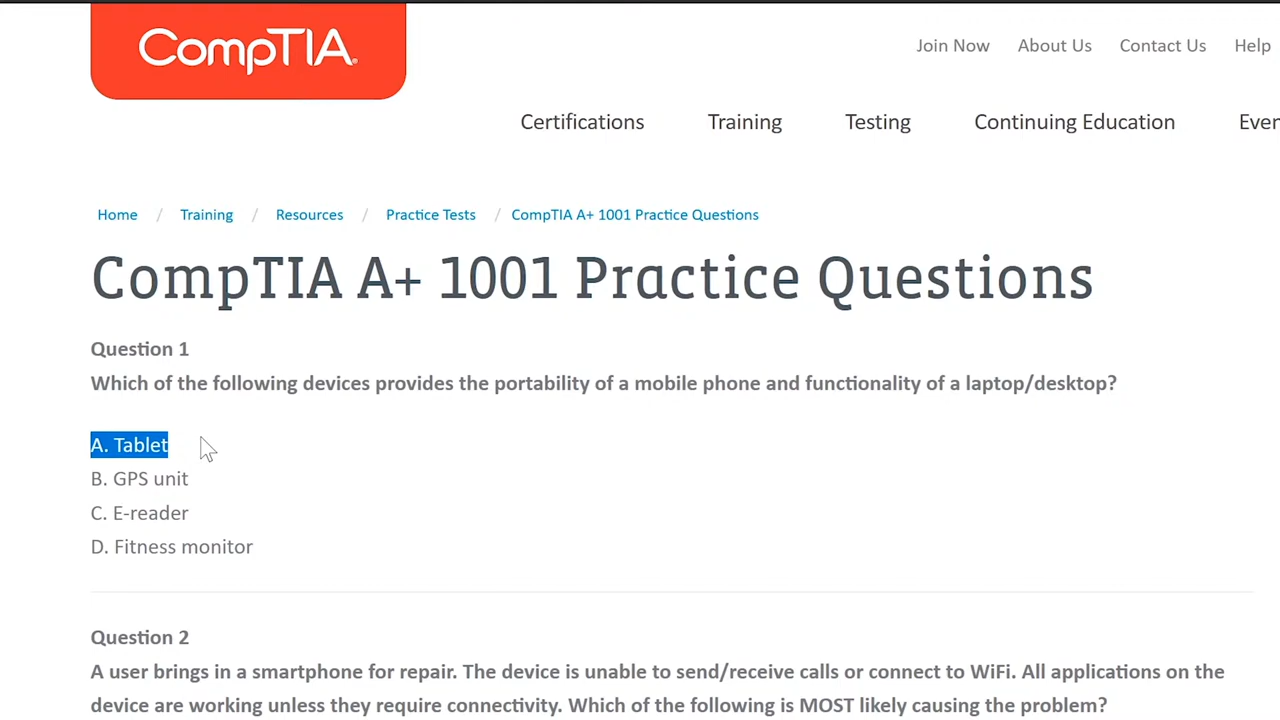 CompTIA.
Join Now About Us Contact Us Help
Certifications Training Testing Continuing Education
Home / Training / Resources / Practice Tests / CompTIA A+ 1001 Practice Questions
CompTIA A+ 1001 Practice Questions
Question 1
Which of the following devices provides the portability of a mobile phone and functionality of a laptop/desktop?
A. Tablet
B. GPS unit
C. E-reader
D. Fitness monitor
Question 2
A user brings in a smartphone for repair. The device is unable to send/receive calls or connect to WiFi. All applications on the
device are working unless they require connectivity. Which of the following is MOST likely causing the problem?